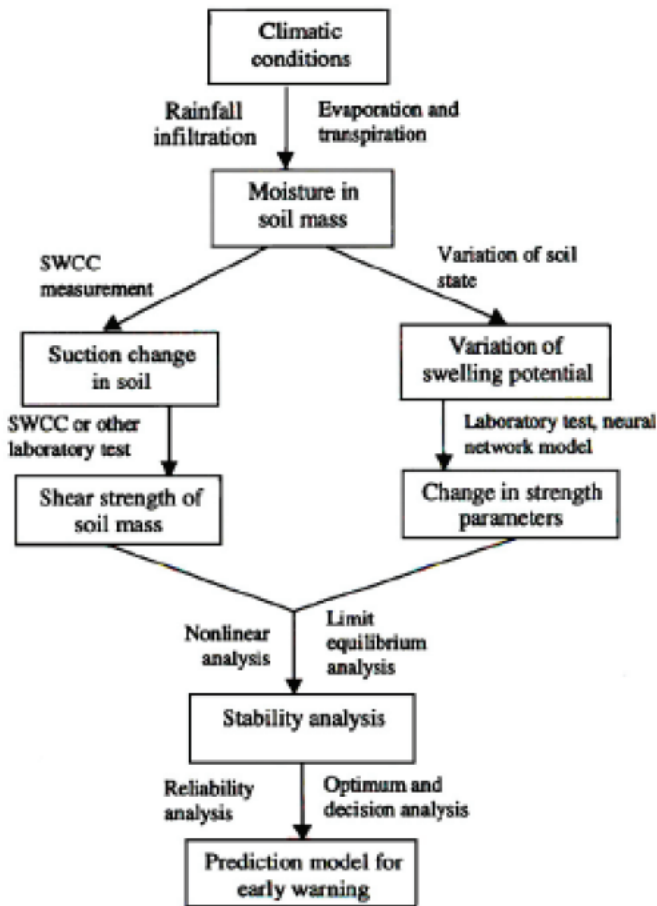 Climatic
conditions
Rainfall
infiltration
Evaporation and
transpiration
Moisture in
soil mass
SWCC
measurement
Variation of soil
state
Suction change
in soil
Variation of
swelling potential
SWCC or other
laboratory test
Laboratory test, neural
network model
Shear strength of
soil mass
Change in strength
parameters
Nonlinear
analysis
Limit
equilibrium
analysis
Stability analysis
Reliability
analysis
Optimum and
decision analysis
Prediction model for
early warning